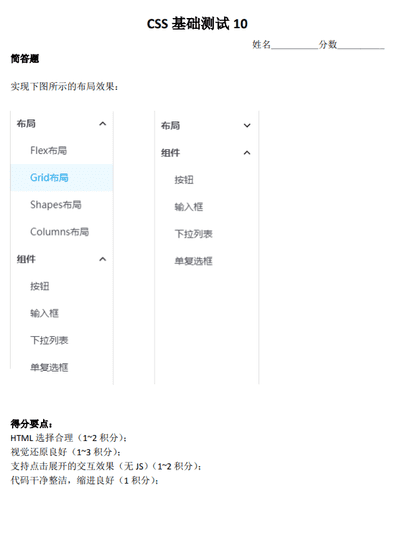 CSS 基础测试 10
姓名__________分数__________
简答题
实现下图所示的布局效果：
布局
Flex布局
Grid布局
Shapes布局
Columns布局
组件
按钮
输入框
下拉列表
单复选框
布局
组件
按钮
输入框
下拉列表
单复选框
得分要点：
HTML 选择合理（1~2 积分）；
视觉还原良好（1~3 积分）；
支持点击展开的交互效果（无 JS）（1~2 积分）；
代码干净整洁，缩进良好（1 积分）；